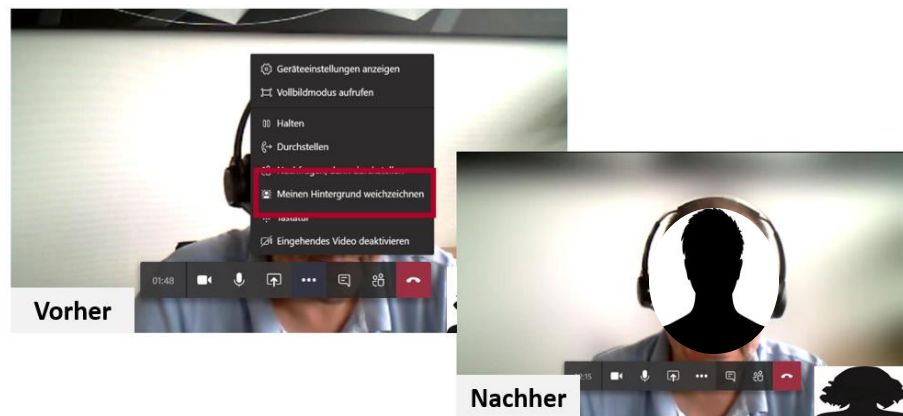 Geräteeinstellungen anzeigen
Vollbildmodus aufrufen
Halten
Durchstellen
Meinen Hintergrund weichzeichnen
Tastatur
Eingehendes Video deaktivieren
01:48
Vorher
Nachher